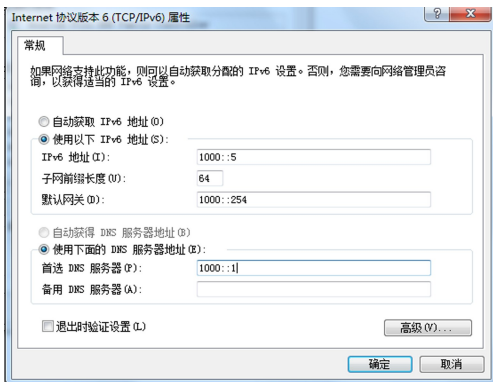 Internet 协议版本 6 (TCP/IPv6) 属性
常规
如果网络支持此功能，则可以自动获取分配的 IPv6 设置。否则，您需要向网络管理员咨
询，以获得适当的 IPv6 设置。
自动获取 IPv6 地址(O)
使用以下 IPv6 地址(S):
IPv6 地址(I): 1000::5
子网前缀长度(U): 64
默认网关(D): 1000::254
自动获得 DNS 服务器地址(B)
使用下面的 DNS 服务器地址(E):
首选 DNS 服务器(P): 1000::1
备用 DNS 服务器(A):
退出时验证设置(L)
高级(V)...
确定 取消